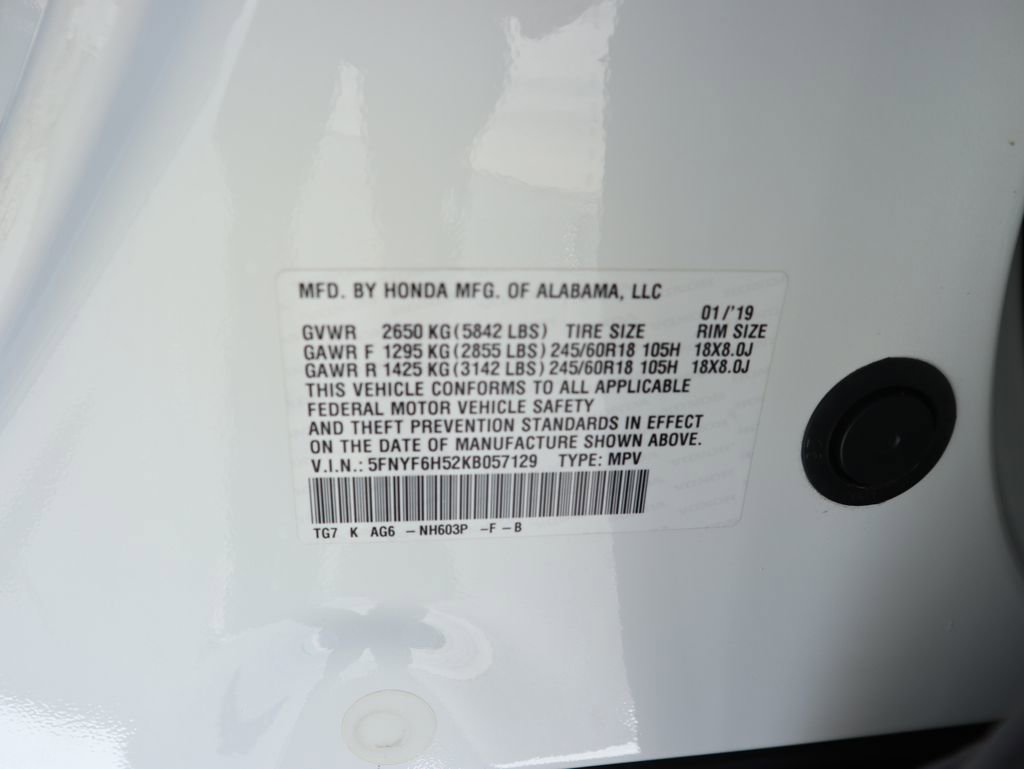 MFD. BY HONDA MFG. OF ALABAMA, LLC
01/'19
GVWR 2650 KG(5842 LBS) TIRE SIZE RIM SIZE
GAWR F 1295 KG(2855 LBS) 245/60R18 105H 18X8.0J
GAWR R 1425 KG(3142 LBS) 245/60R18 105H 18X8.0J
THIS VEHICLE CONFORMS TO ALL APPLICABLE
FEDERAL MOTOR VEHICLE SAFETY
AND THEFT PREVENTION STANDARDS IN EFFECT
ON THE DATE OF MANUFACTURE SHOWN ABOVE.
V.I.N.: 5FNYF6H52KB057129 TYPE: MPV
TG7 K AG6 -NH603P -F-B